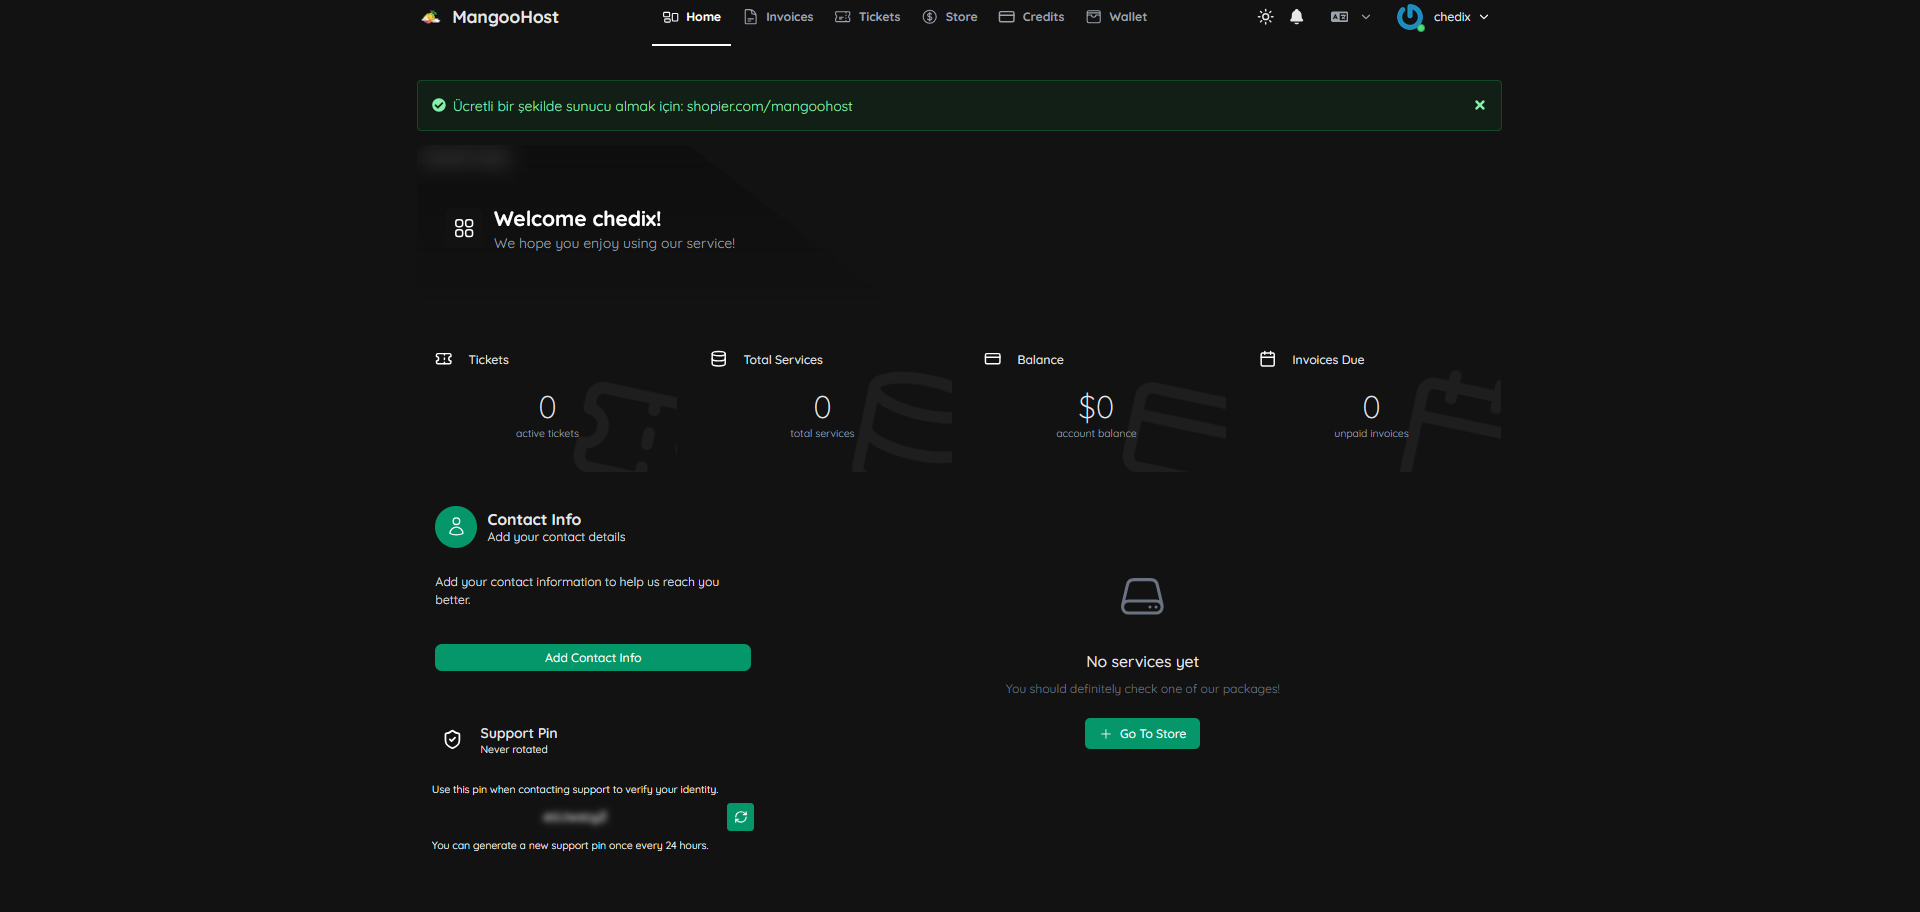 MangooHost
Home
Invoices
Tickets
Store
Credits
Wallet
chedix
Ücretli bir şekilde sunucu almak için: shopier.com/mangoohost
Welcome chedix!
We hope you enjoy using our service!
Tickets
0
active tickets
Total Services
0
total services
Balance
$0
account balance
Invoices Due
0
unpaid invoices
Contact Info
Add your contact details
Add your contact information to help us reach you
better.
Add Contact Info
No services yet
You should definitely check one of our packages!
Go To Store
Support Pin
Never rotated
Use this pin when contacting support to verify your identity.
You can generate a new support pin once every 24 hours.